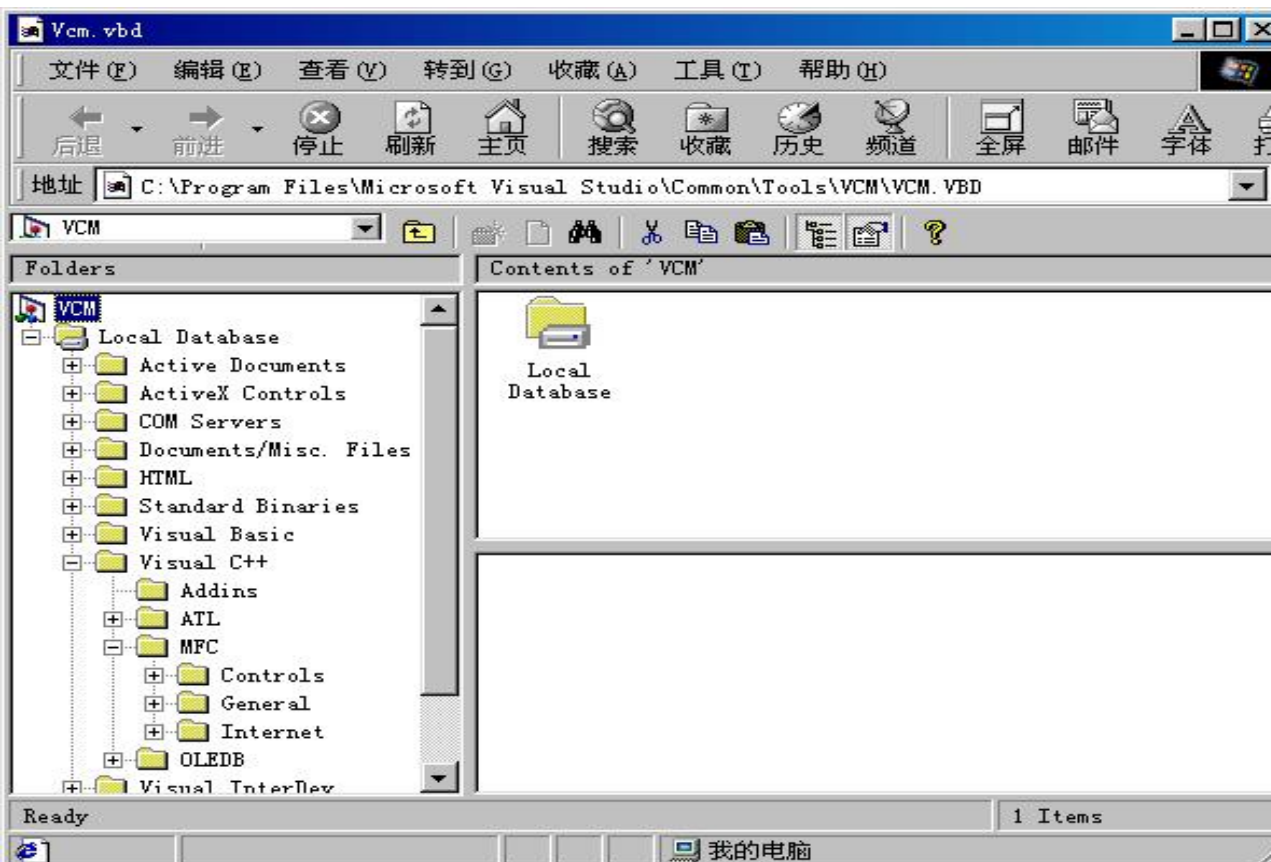 Vcm.vbd
文件(F) 编辑(E) 查看(V) 转到(G) 收藏(A) 工具(T) 帮助(H)
后退 前进 停止 刷新 主页 搜索 收藏 历史 频道 全屏 邮件 字体
地址 C:\Program Files\Microsoft Visual Studio\Common\Tools\VCM\VCM.VBD
VCM
Folders
Contents of 'VCM'
VCM
Local Database
Active Documents
ActiveX Controls
COM Servers
Documents/Misc. Files
HTML
Standard Binaries
Visual Basic
Visual C++
Addins
ATL
MFC
Controls
General
Internet
OLEDB
Visual InterDev
Local
Database
Ready
1 Items
我的电脑